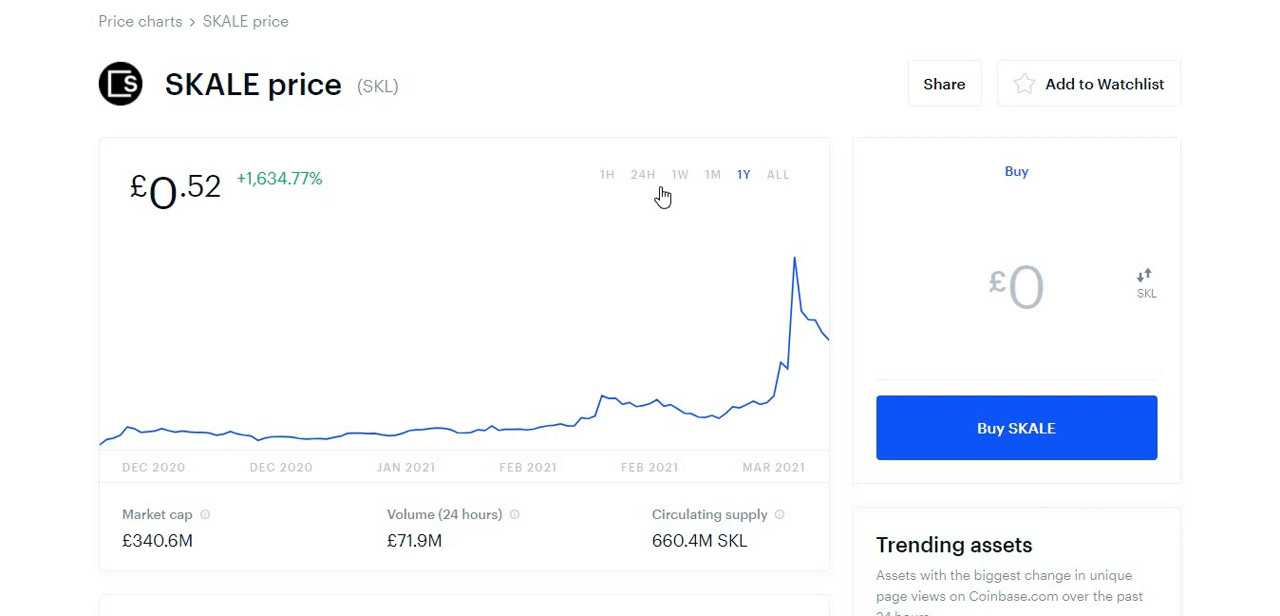 Price charts › SKALE price
S
SKALE price (SKL)
Share
Add to Watchlist
£0.52 +1,634.77%
1H 24H 1W 1M 1Y ALL
DEC 2020 DEC 2020 JAN 2021 FEB 2021 FEB 2021 MAR 2021
Market cap
£340.6M
Volume (24 hours)
£71.9M
Circulating supply
660.4M SKL
Buy
£0
SKL
Buy SKALE
Trending assets
Assets with the biggest change in unique
page views on Coinbase.com over the past
24 hours